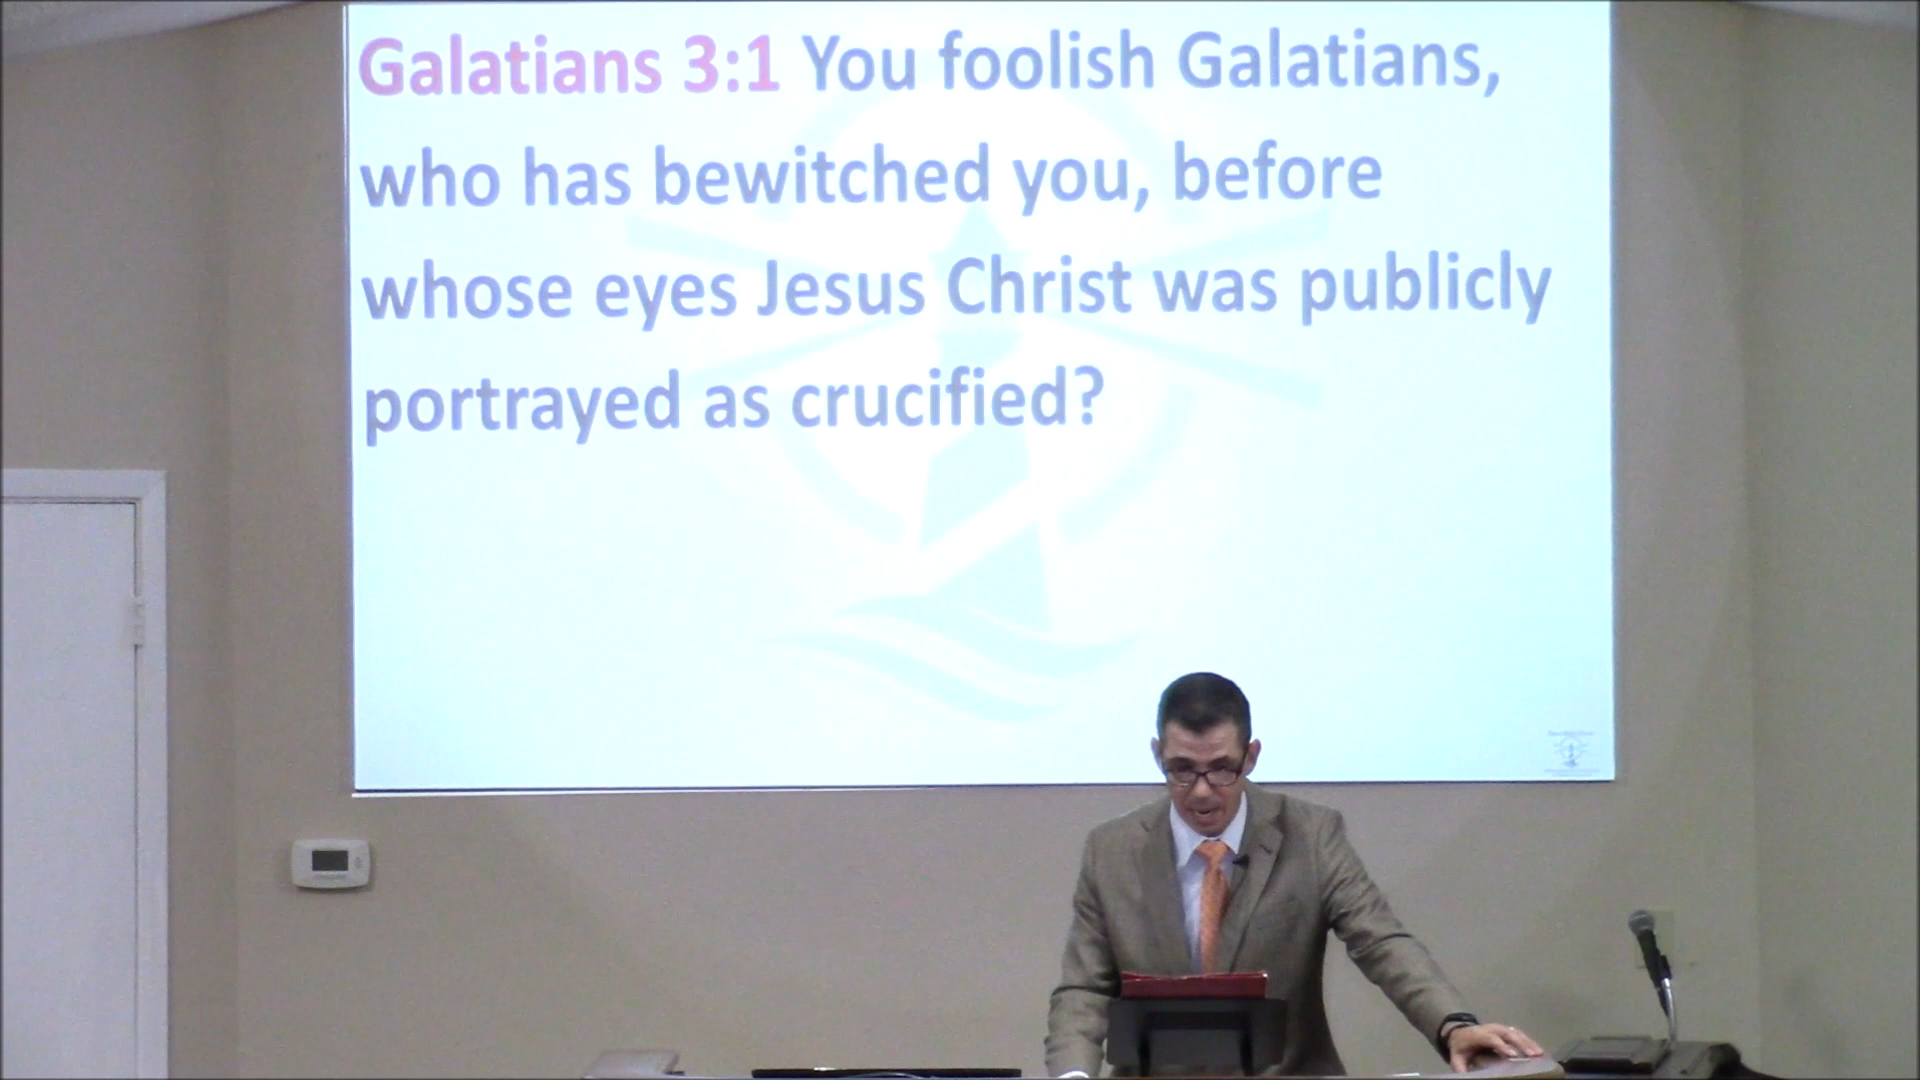 Galatians 3:1 You foolish Galatians,
who has bewitched you, before
whose eyes Jesus Christ was publicly
portrayed as crucified?